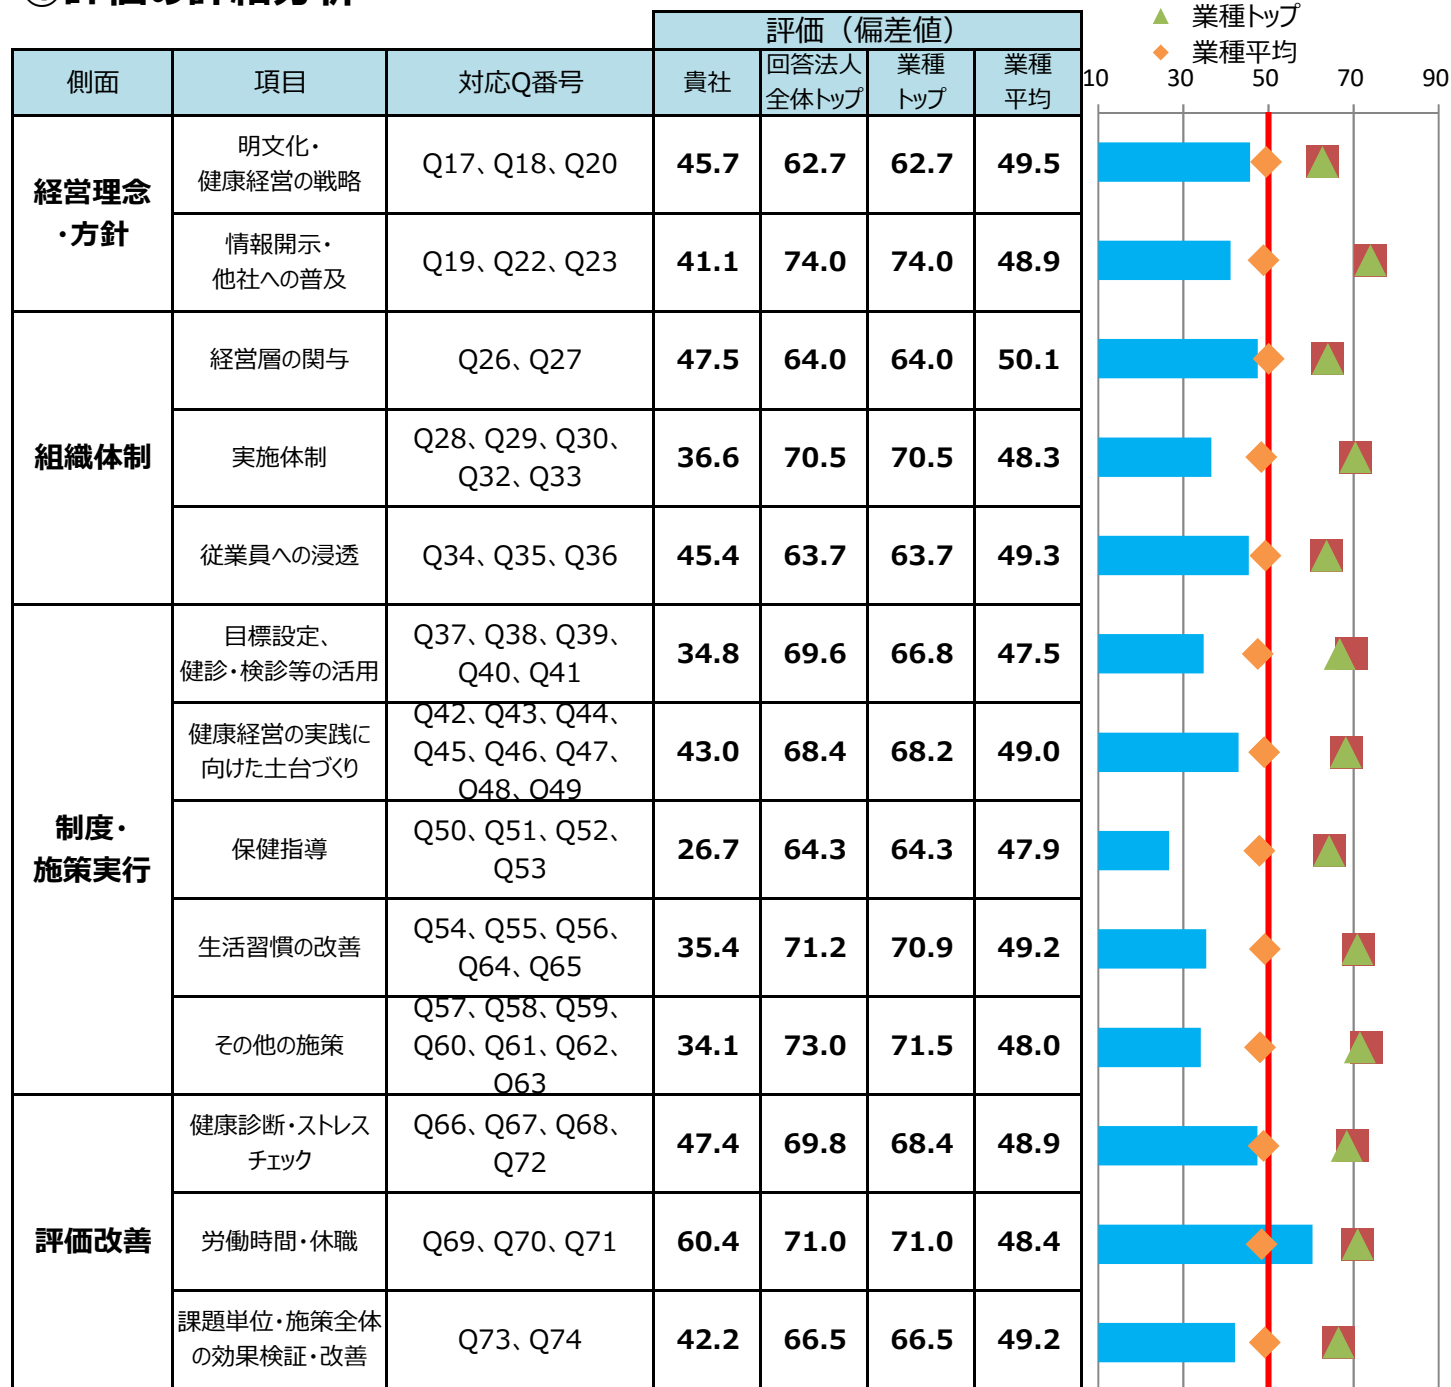 評価（偏差値）
▲ 業種トップ
◆ 業種平均
側面 項目 対応Q番号 貴社 回答法人 業種 業種
全体トップ トップ 平均
10 30 50 70 90
経営理念
・方針
明文化・
健康経営の戦略
Q17、Q18、Q20 45.7 62.7 62.7 49.5
情報開示・
他社への普及
Q19、Q22、Q23 41.1 74.0 74.0 48.9
組織体制
経営層の関与 Q26、Q27 47.5 64.0 64.0 50.1
実施体制
Q28、Q29、Q30、
Q32、Q33
36.6 70.5 70.5 48.3
従業員への浸透 Q34、Q35、Q36 45.4 63.7 63.7 49.3
制度・
施策実行
目標設定、
健診・検診等の活用
Q37、Q38、Q39、
Q40、Q41
34.8 69.6 66.8 47.5
健康経営の実践に
向けた土台づくり
Q42、Q43、Q44、
Q45、Q46、Q47、
Q48、Q49
43.0 68.4 68.2 49.0
保健指導
Q50、Q51、Q52、
Q53
26.7 64.3 64.3 47.9
生活習慣の改善
Q54、Q55、Q56、
Q64、Q65
35.4 71.2 70.9 49.2
その他の施策
Q57、Q58、Q59、
Q60、Q61、Q62、
Q63
34.1 73.0 71.5 48.0
評価改善
健康診断・ストレス
チェック
Q66、Q67、Q68、
Q72
47.4 69.8 68.4 48.9
労働時間・休職 Q69、Q70、Q71 60.4 71.0 71.0 48.4
課題単位・施策全体
の効果検証・改善
Q73、Q74 42.2 66.5 66.5 49.2